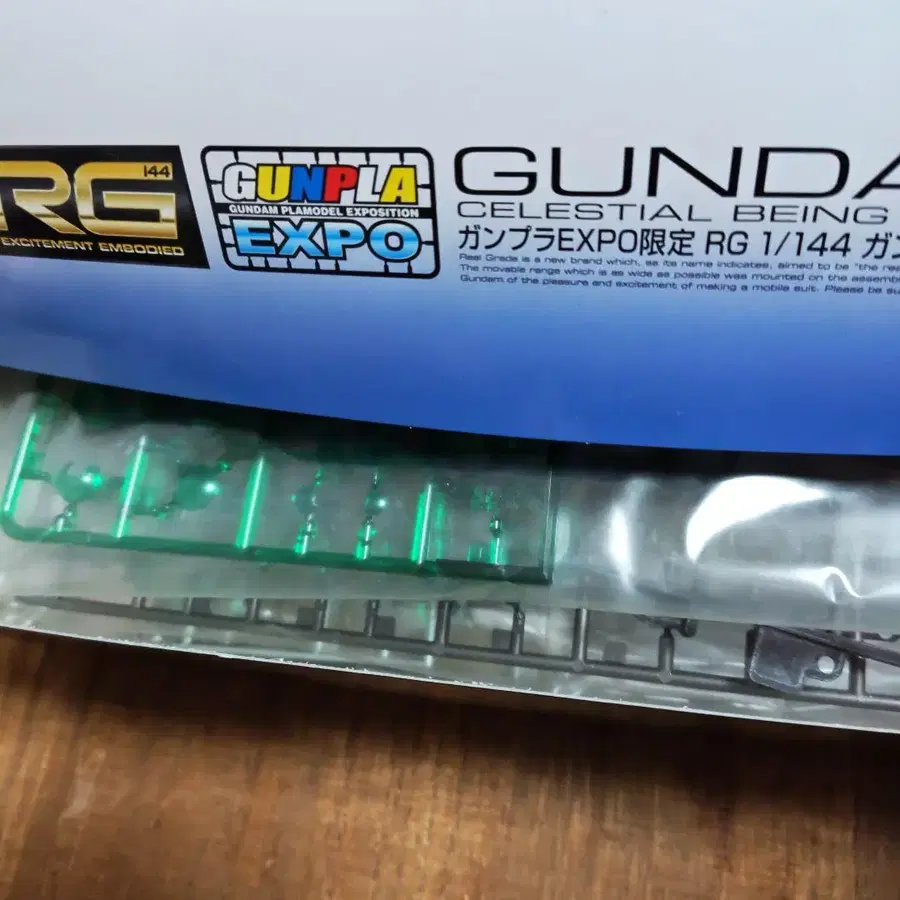 144
RG
EXCITEMENT EMBODIED
GUNPLA
GUNDAM PLAMODEL EXPOSITION
EXPO
GUNDA
CELESTIAL BEING
ガンプラEXPO限定 RG 1/144 ガン
Real Grade is a new brand which, as its name indicates, aimed to be "the rea
The movable range which is as wide as possible was mounted on the assemb
Gundam of the pleasure and excitement of making a mobile suit. Please be su